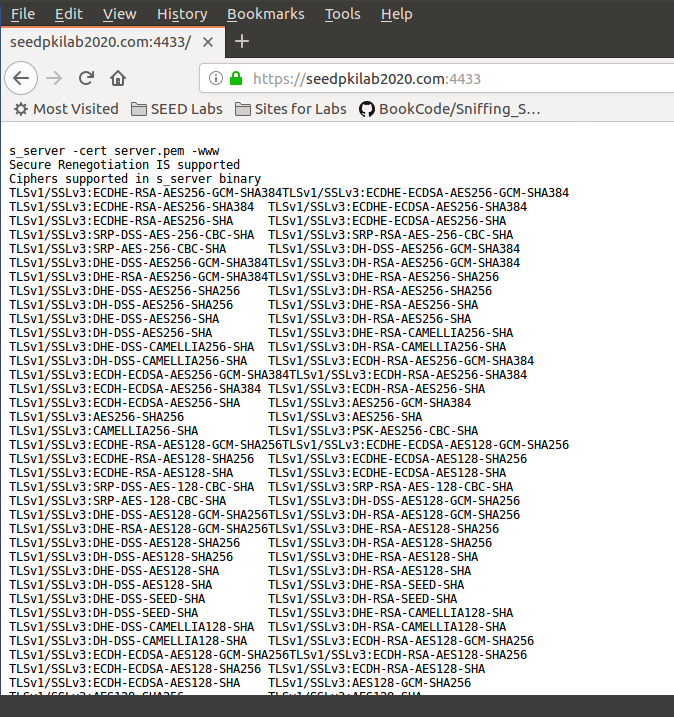 File Edit View History Bookmarks Tools Help
seedpkilab2020.com:4433/
https://seedpkilab2020.com:4433
Most Visited SEED Labs Sites for Labs BookCode/Sniffing_S...
s_server -cert server.pem -www
Secure Renegotiation IS supported
Ciphers supported in s_server binary
TLSv1/SSLv3:ECDHE-RSA-AES256-GCM-SHA384TLSv1/SSLv3:ECDHE-ECDSA-AES256-GCM-SHA384
TLSv1/SSLv3:ECDHE-RSA-AES256-SHA384 TLSv1/SSLv3:ECDHE-ECDSA-AES256-SHA384
TLSv1/SSLv3:ECDHE-RSA-AES256-SHA TLSv1/SSLv3:ECDHE-ECDSA-AES256-SHA
TLSv1/SSLv3:SRP-DSS-AES-256-CBC-SHA TLSv1/SSLv3:SRP-RSA-AES-256-CBC-SHA
TLSv1/SSLv3:SRP-AES-256-CBC-SHA TLSv1/SSLv3:DH-DSS-AES256-GCM-SHA384
TLSv1/SSLv3:DHE-DSS-AES256-GCM-SHA384TLSv1/SSLv3:DH-RSA-AES256-GCM-SHA384
TLSv1/SSLv3:DHE-RSA-AES256-GCM-SHA384TLSv1/SSLv3:DHE-RSA-AES256-SHA256
TLSv1/SSLv3:DHE-DSS-AES256-SHA256 TLSv1/SSLv3:DH-RSA-AES256-SHA256
TLSv1/SSLv3:DH-DSS-AES256-SHA256 TLSv1/SSLv3:DHE-RSA-AES256-SHA
TLSv1/SSLv3:DHE-DSS-AES256-SHA TLSv1/SSLv3:DH-RSA-AES256-SHA
TLSv1/SSLv3:DH-DSS-AES256-SHA TLSv1/SSLv3:DHE-RSA-CAMELLIA256-SHA
TLSv1/SSLv3:DHE-DSS-CAMELLIA256-SHA TLSv1/SSLv3:DH-RSA-CAMELLIA256-SHA
TLSv1/SSLv3:DH-DSS-CAMELLIA256-SHA TLSv1/SSLv3:ECDH-RSA-AES256-GCM-SHA384
TLSv1/SSLv3:ECDH-ECDSA-AES256-GCM-SHA384TLSv1/SSLv3:ECDH-RSA-AES256-SHA384
TLSv1/SSLv3:ECDH-ECDSA-AES256-SHA384 TLSv1/SSLv3:ECDH-RSA-AES256-SHA
TLSv1/SSLv3:ECDH-ECDSA-AES256-SHA TLSv1/SSLv3:AES256-GCM-SHA384
TLSv1/SSLv3:AES256-SHA256 TLSv1/SSLv3:AES256-SHA
TLSv1/SSLv3:CAMELLIA256-SHA TLSv1/SSLv3:PSK-AES256-CBC-SHA
TLSv1/SSLv3:ECDHE-RSA-AES128-GCM-SHA256TLSv1/SSLv3:ECDHE-ECDSA-AES128-GCM-SHA256
TLSv1/SSLv3:ECDHE-RSA-AES128-SHA256 TLSv1/SSLv3:ECDHE-ECDSA-AES128-SHA256
TLSv1/SSLv3:ECDHE-RSA-AES128-SHA TLSv1/SSLv3:ECDHE-ECDSA-AES128-SHA
TLSv1/SSLv3:SRP-DSS-AES-128-CBC-SHA TLSv1/SSLv3:SRP-RSA-AES-128-CBC-SHA
TLSv1/SSLv3:SRP-AES-128-CBC-SHA TLSv1/SSLv3:DH-DSS-AES128-GCM-SHA256
TLSv1/SSLv3:DHE-DSS-AES128-GCM-SHA256TLSv1/SSLv3:DH-RSA-AES128-GCM-SHA256
TLSv1/SSLv3:DHE-RSA-AES128-GCM-SHA256TLSv1/SSLv3:DHE-RSA-AES128-SHA256
TLSv1/SSLv3:DHE-DSS-AES128-SHA256 TLSv1/SSLv3:DH-RSA-AES128-SHA256
TLSv1/SSLv3:DH-DSS-AES128-SHA256 TLSv1/SSLv3:DHE-RSA-AES128-SHA
TLSv1/SSLv3:DHE-DSS-AES128-SHA TLSv1/SSLv3:DH-RSA-AES128-SHA
TLSv1/SSLv3:DH-DSS-AES128-SHA TLSv1/SSLv3:DHE-RSA-SEED-SHA
TLSv1/SSLv3:DHE-DSS-SEED-SHA TLSv1/SSLv3:DH-RSA-SEED-SHA
TLSv1/SSLv3:DH-DSS-SEED-SHA TLSv1/SSLv3:DHE-RSA-CAMELLIA128-SHA
TLSv1/SSLv3:DHE-DSS-CAMELLIA128-SHA TLSv1/SSLv3:DH-RSA-CAMELLIA128-SHA
TLSv1/SSLv3:DH-DSS-CAMELLIA128-SHA TLSv1/SSLv3:ECDH-RSA-AES128-GCM-SHA256
TLSv1/SSLv3:ECDH-ECDSA-AES128-GCM-SHA256TLSv1/SSLv3:ECDH-RSA-AES128-SHA256
TLSv1/SSLv3:ECDH-ECDSA-AES128-SHA256 TLSv1/SSLv3:ECDH-RSA-AES128-SHA
TLSv1/SSLv3:ECDH-ECDSA-AES128-SHA TLSv1/SSLv3:AES128-GCM-SHA256
TLSv1/SSLv3:AES128-SHA256 TLSv1/SSLv3:AES128-SHA